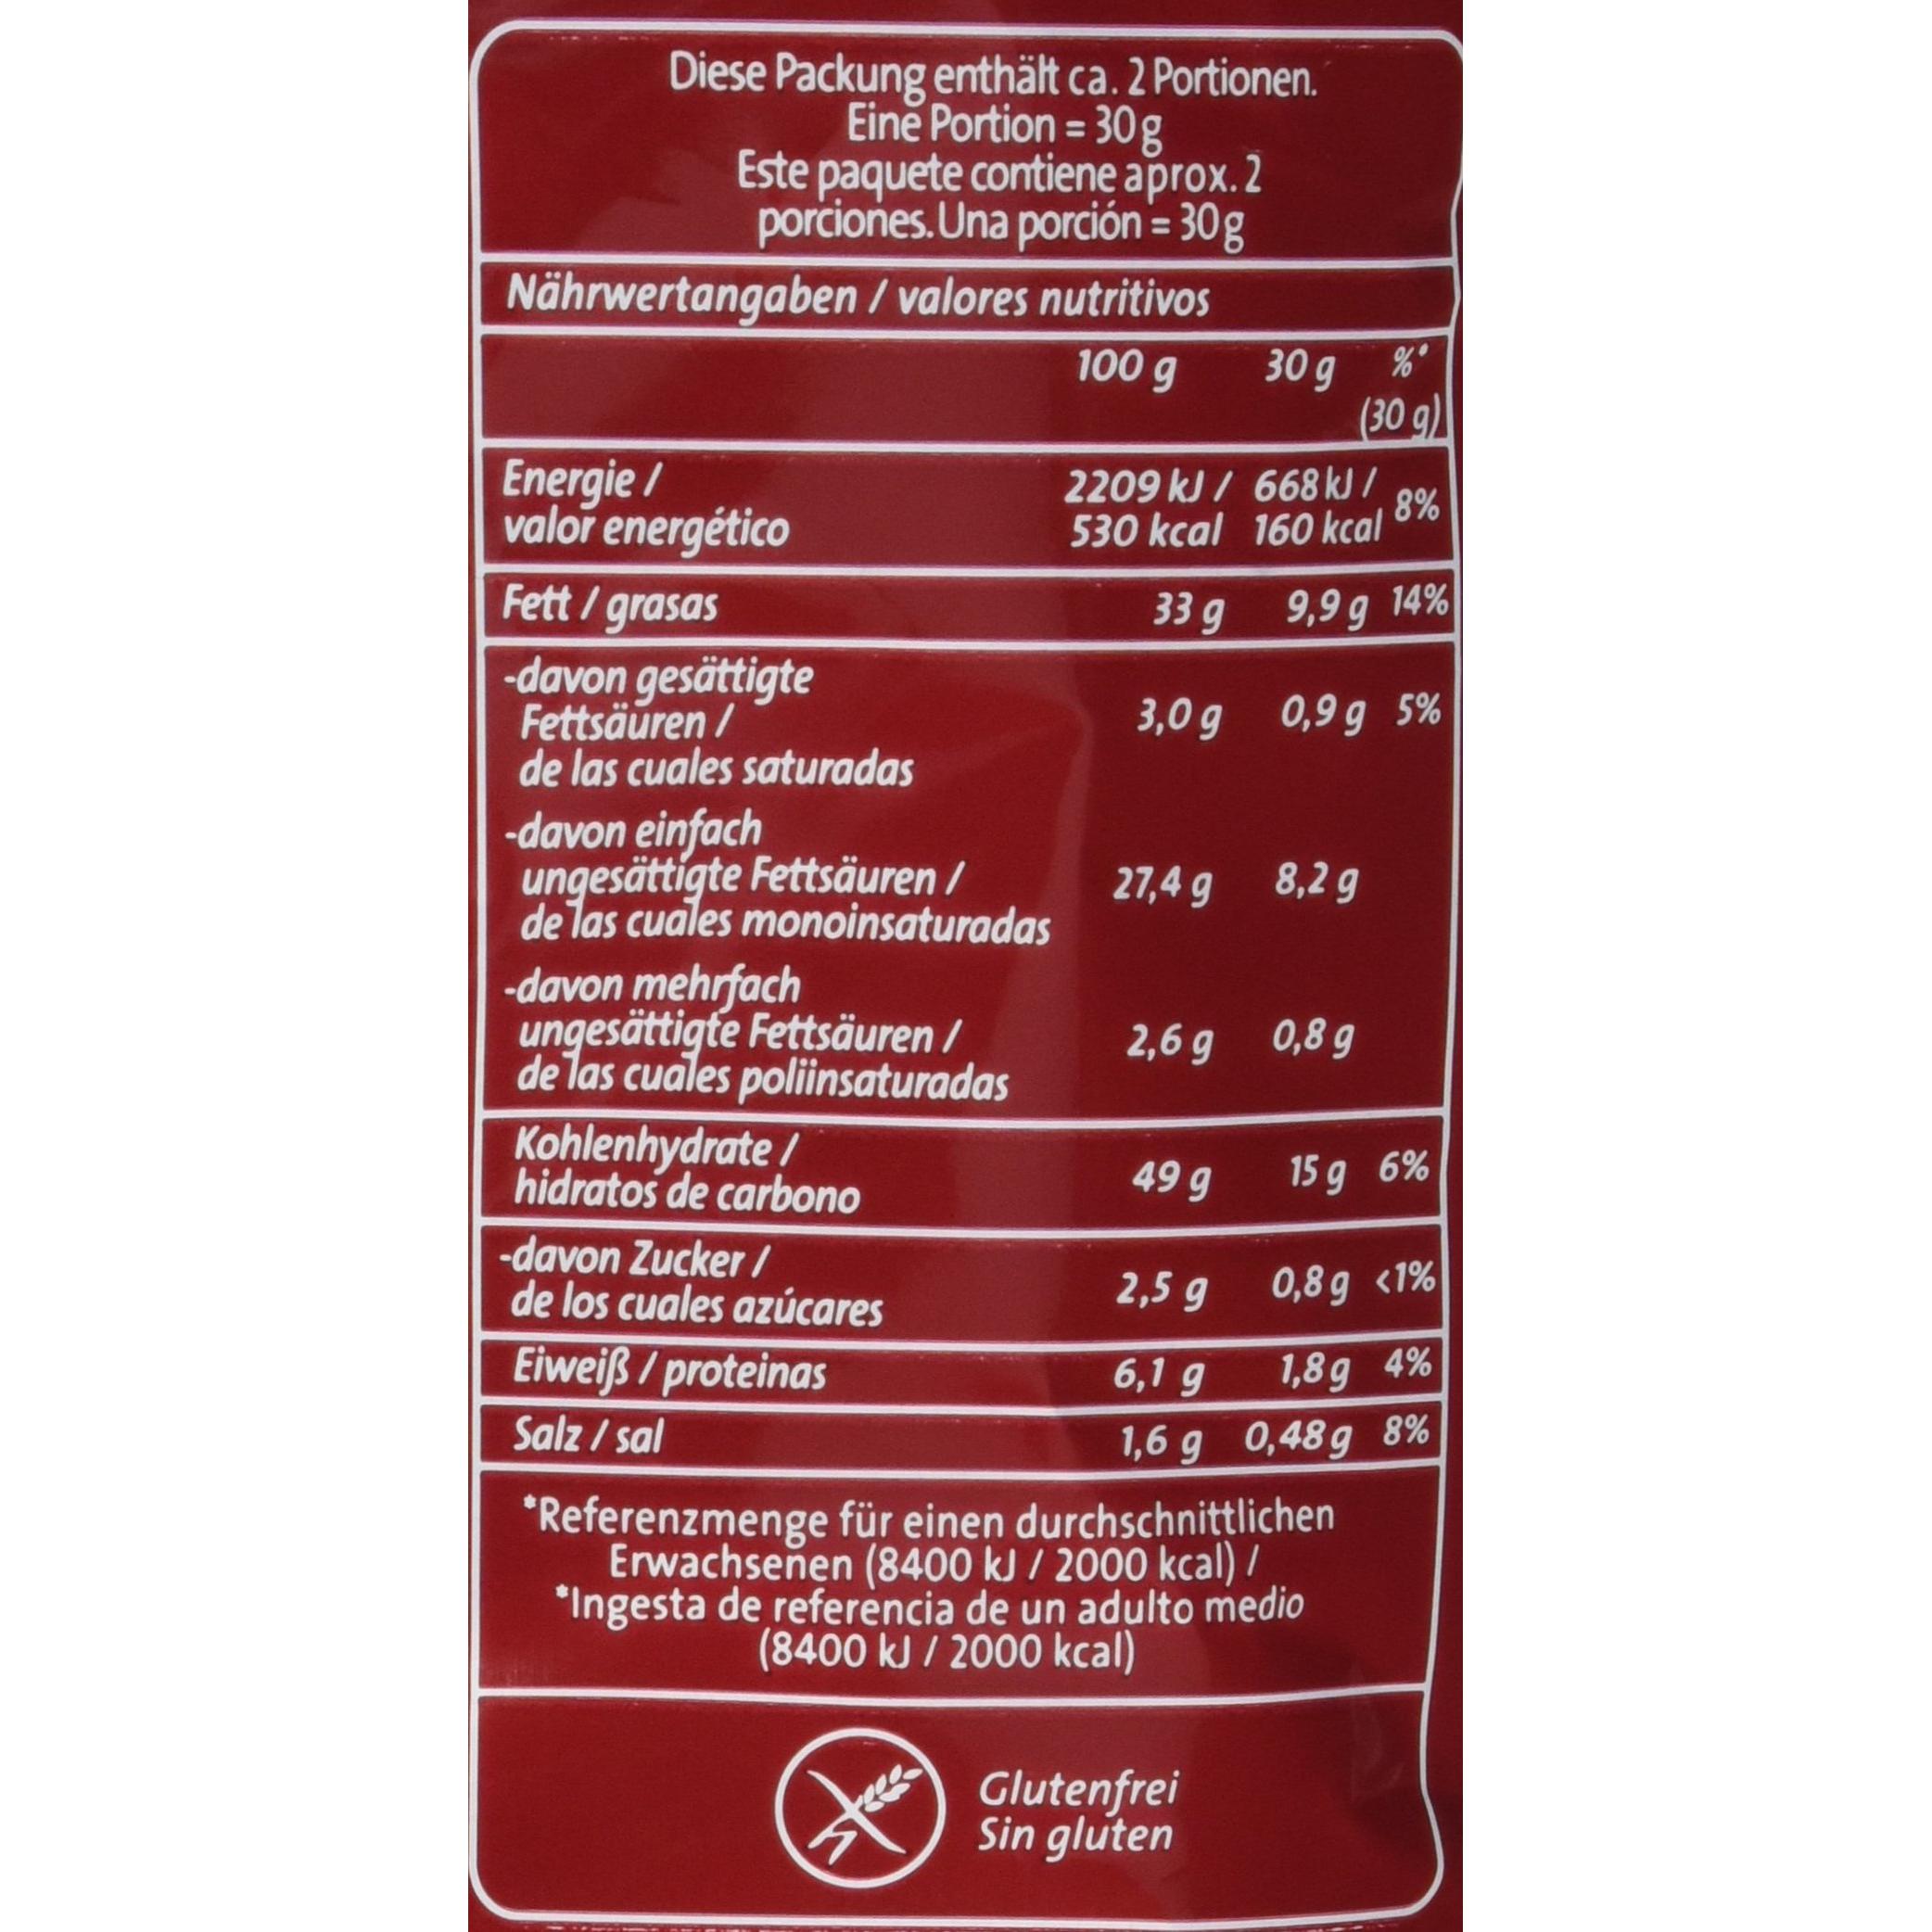 Diese Packung enthält ca. 2 Portionen.
Eine Portion = 30 g
Este paquete contiene aprox. 2
porciones. Una porción = 30 g
Nährwertangaben / valores nutritivos
100 g 30 g %*
(30 g)
Energie / 2209 kJ / 668 kJ / 8%
valor energético 530 kcal 160 kcal
Fett / grasas 33 g 9,9 g 14%
-davon gesättigte
Fettsäuren / 3,0 g 0,9 g 5%
de las cuales saturadas
-davon einfach
ungesättigte Fettsäuren / 27,4 g 8,2 g
de las cuales monoinsaturadas
-davon mehrfach
ungesättigte Fettsäuren / 2,6 g 0,8 g
de las cuales poliinsaturadas
Kohlenhydrate / 49 g 15 g 6%
hidratos de carbono
-davon Zucker / 2,5 g 0,8 g <1%
de los cuales azúcares
Eiweiß / proteinas 6,1 g 1,8 g 4%
Salz / sal 1,6 g 0,48 g 8%
*Referenzmenge für einen durchschnittlichen
Erwachsenen (8400 kJ / 2000 kcal) /
*Ingesta de referencia de un adulto medio
(8400 kJ / 2000 kcal)
Glutenfrei
Sin gluten